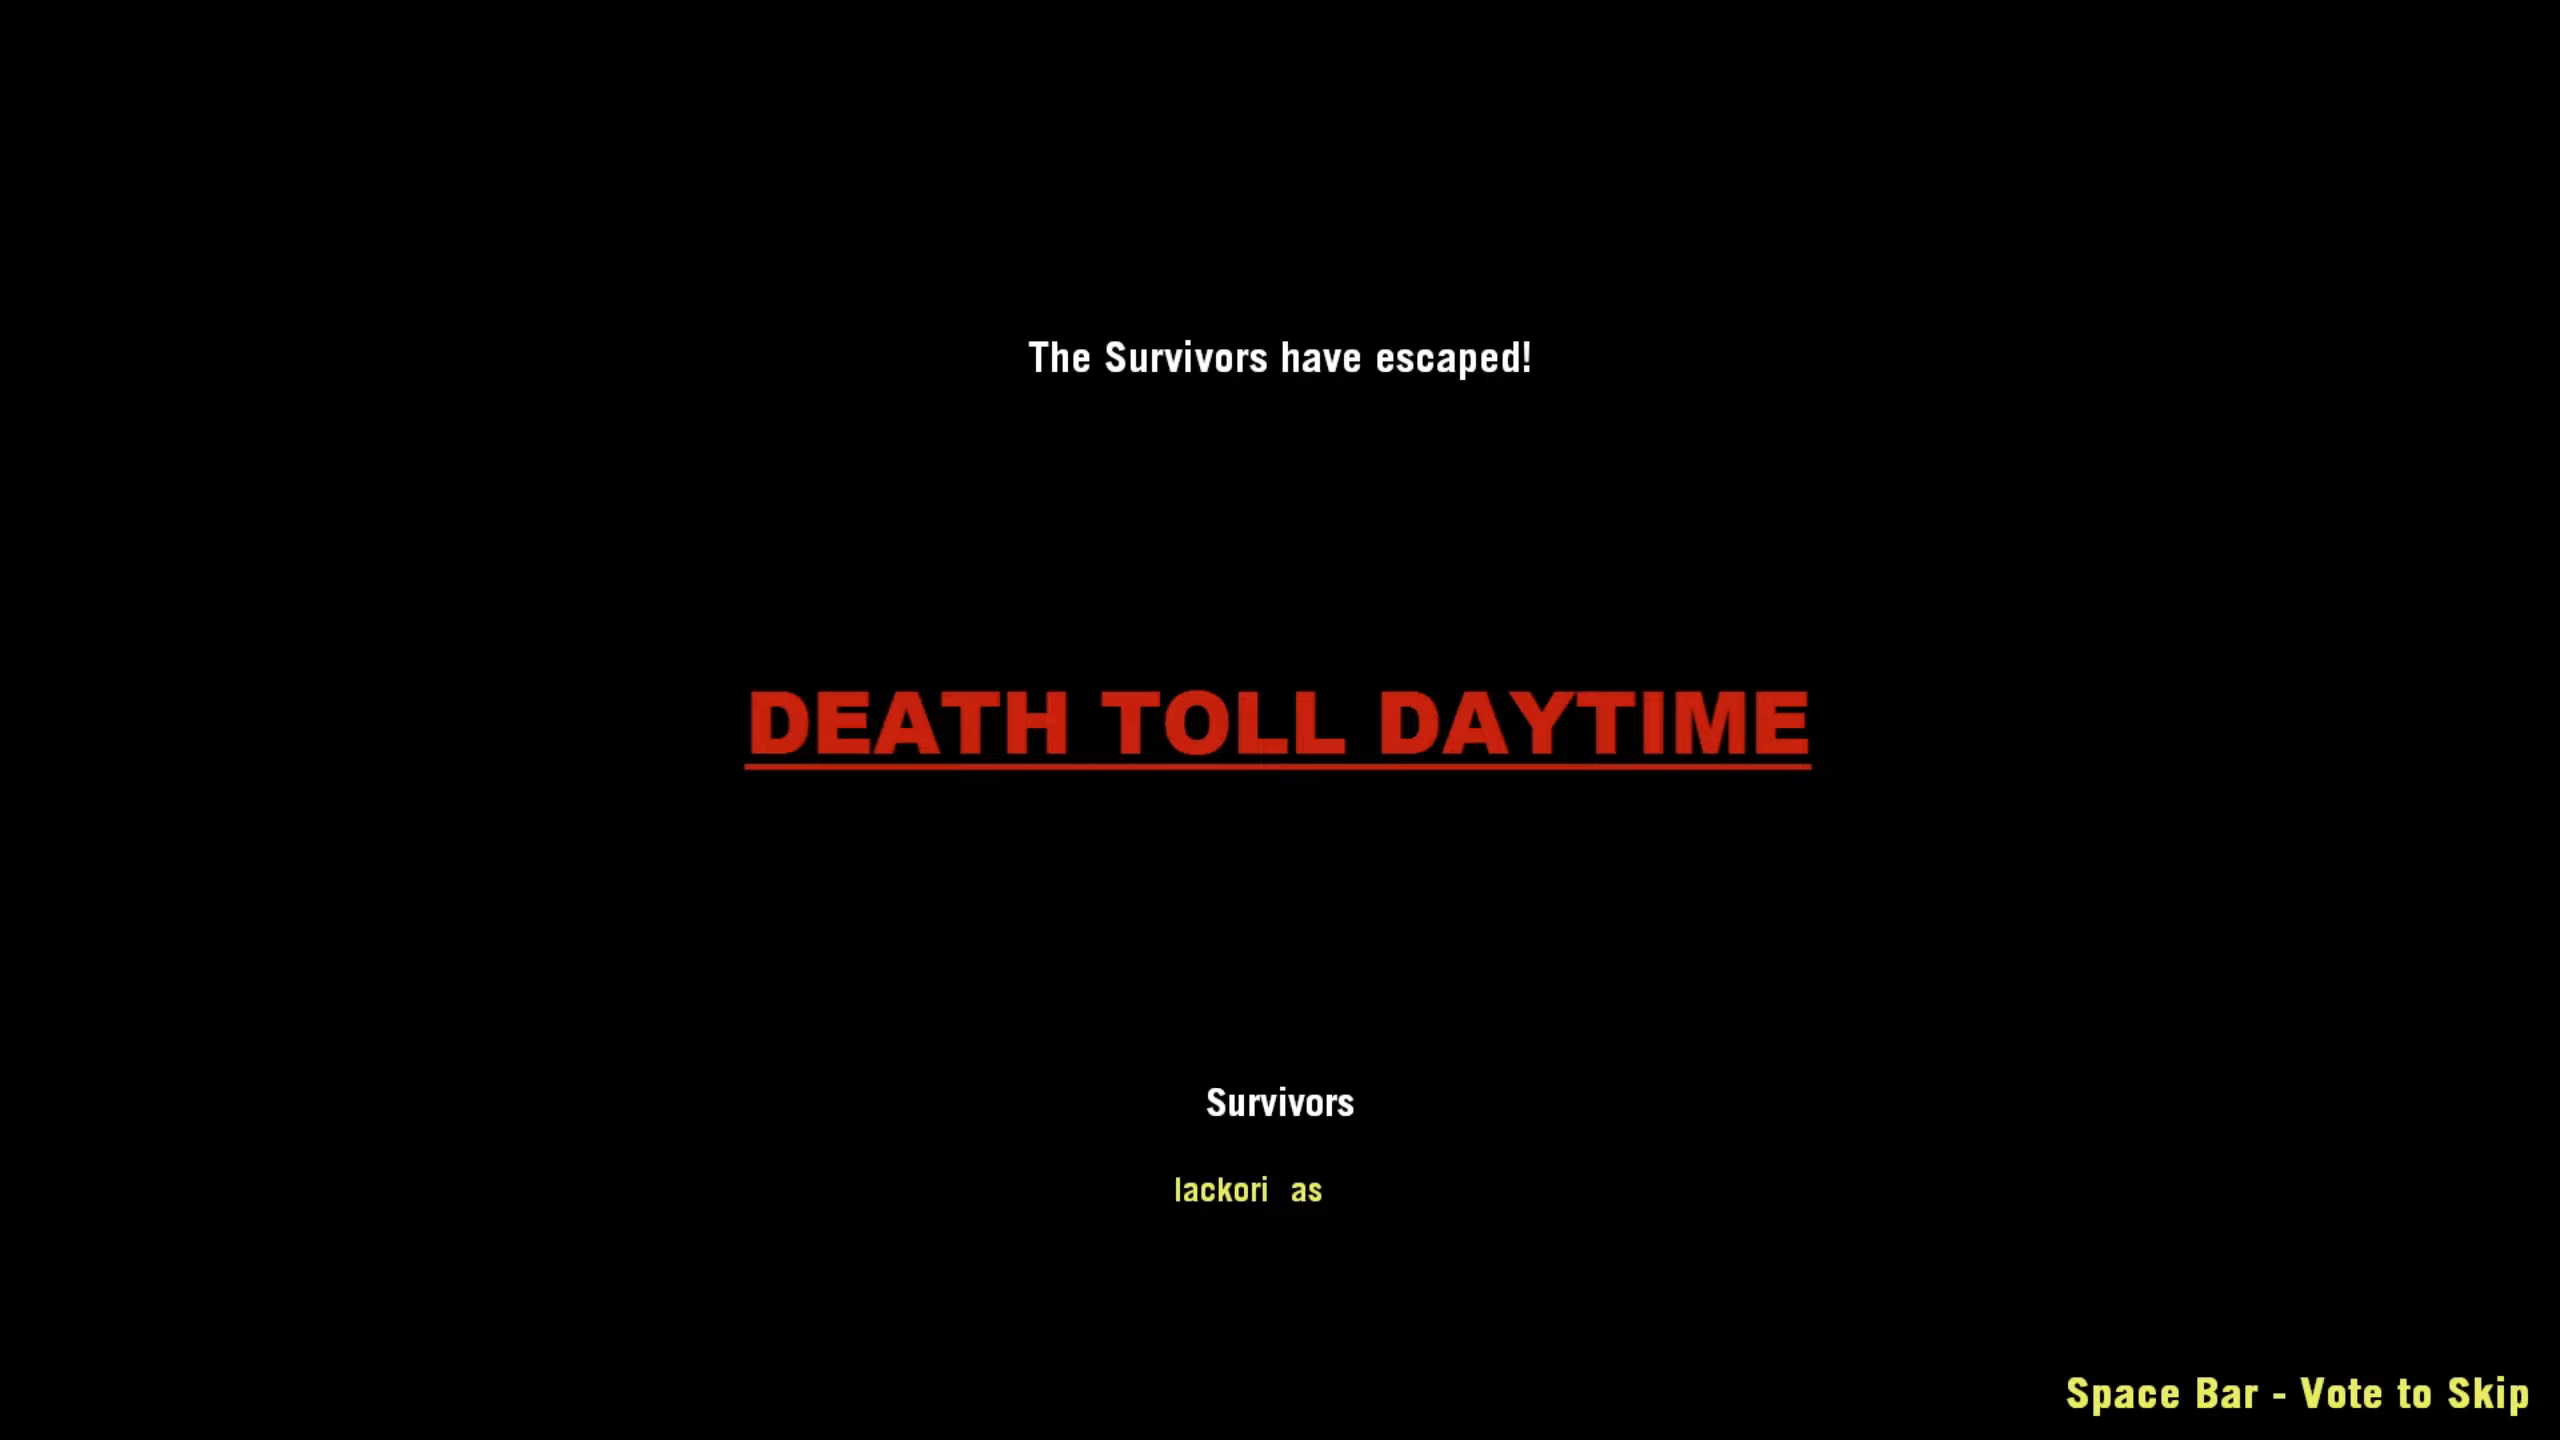 The Survivors have escaped!
DEATH TOLL DAYTIME
Survivors
lackori as
Space Bar - Vote to Skip